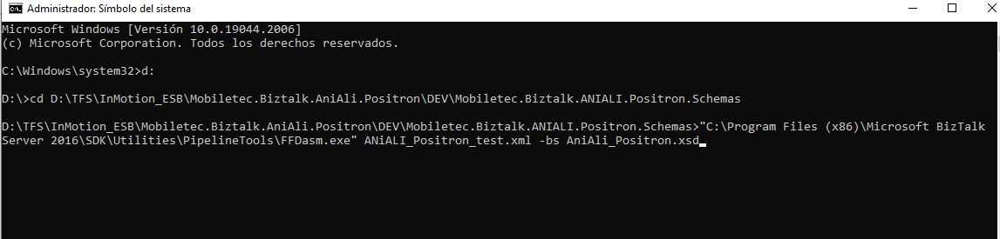 Administrador: Símbolo del sistema
Microsoft Windows [Versión 10.0.19044.2006]
(c) Microsoft Corporation. Todos los derechos reservados.
C:\Windows\system32>d:
D:\>cd D:\TFS\InMotion_ESB\Mobiletec.Biztalk.AniAli.Positron\DEV\Mobiletec.Biztalk.ANIALI.Positron.Schemas
D:\TFS\InMotion_ESB\Mobiletec.Biztalk.AniAli.Positron\DEV\Mobiletec.Biztalk.ANIALI.Positron.Schemas>"C:\Program Files (x86)\Microsoft BizTalk
Server 2016\SDK\Utilities\PipelineTools\FFDasm.exe" ANiALI_Positron_test.xml -bs AniAli_Positron.xsd